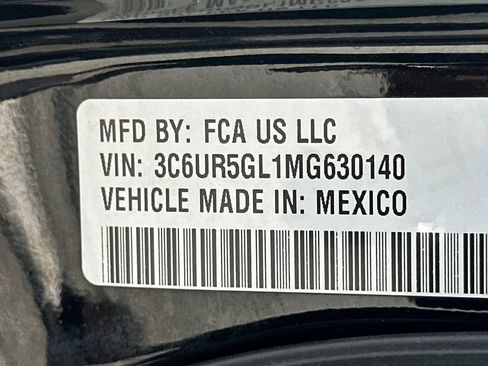 MFD BY: FCA US LLC
VIN: 3C6UR5GL1MG630140
VEHICLE MADE IN: MEXICO